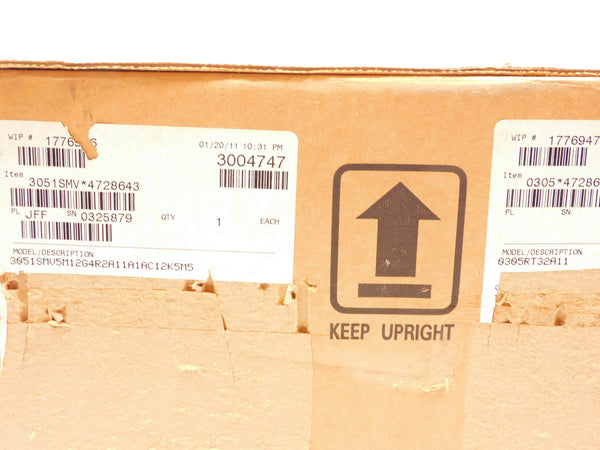 WIP #
01/20/11 10:31 PM
3004747
Item 3051SMV*4728643
PL JFF SN 0325879 QTY 1 EACH
MODEL/DESCRIPTION
3051SMV5M12G4R2A11A1AC12K5M5
KEEP UPRIGHT
WIP # 1776947
Item
0305*47286
PL SN
MODEL/DESCRIPTION
0305RT32A11